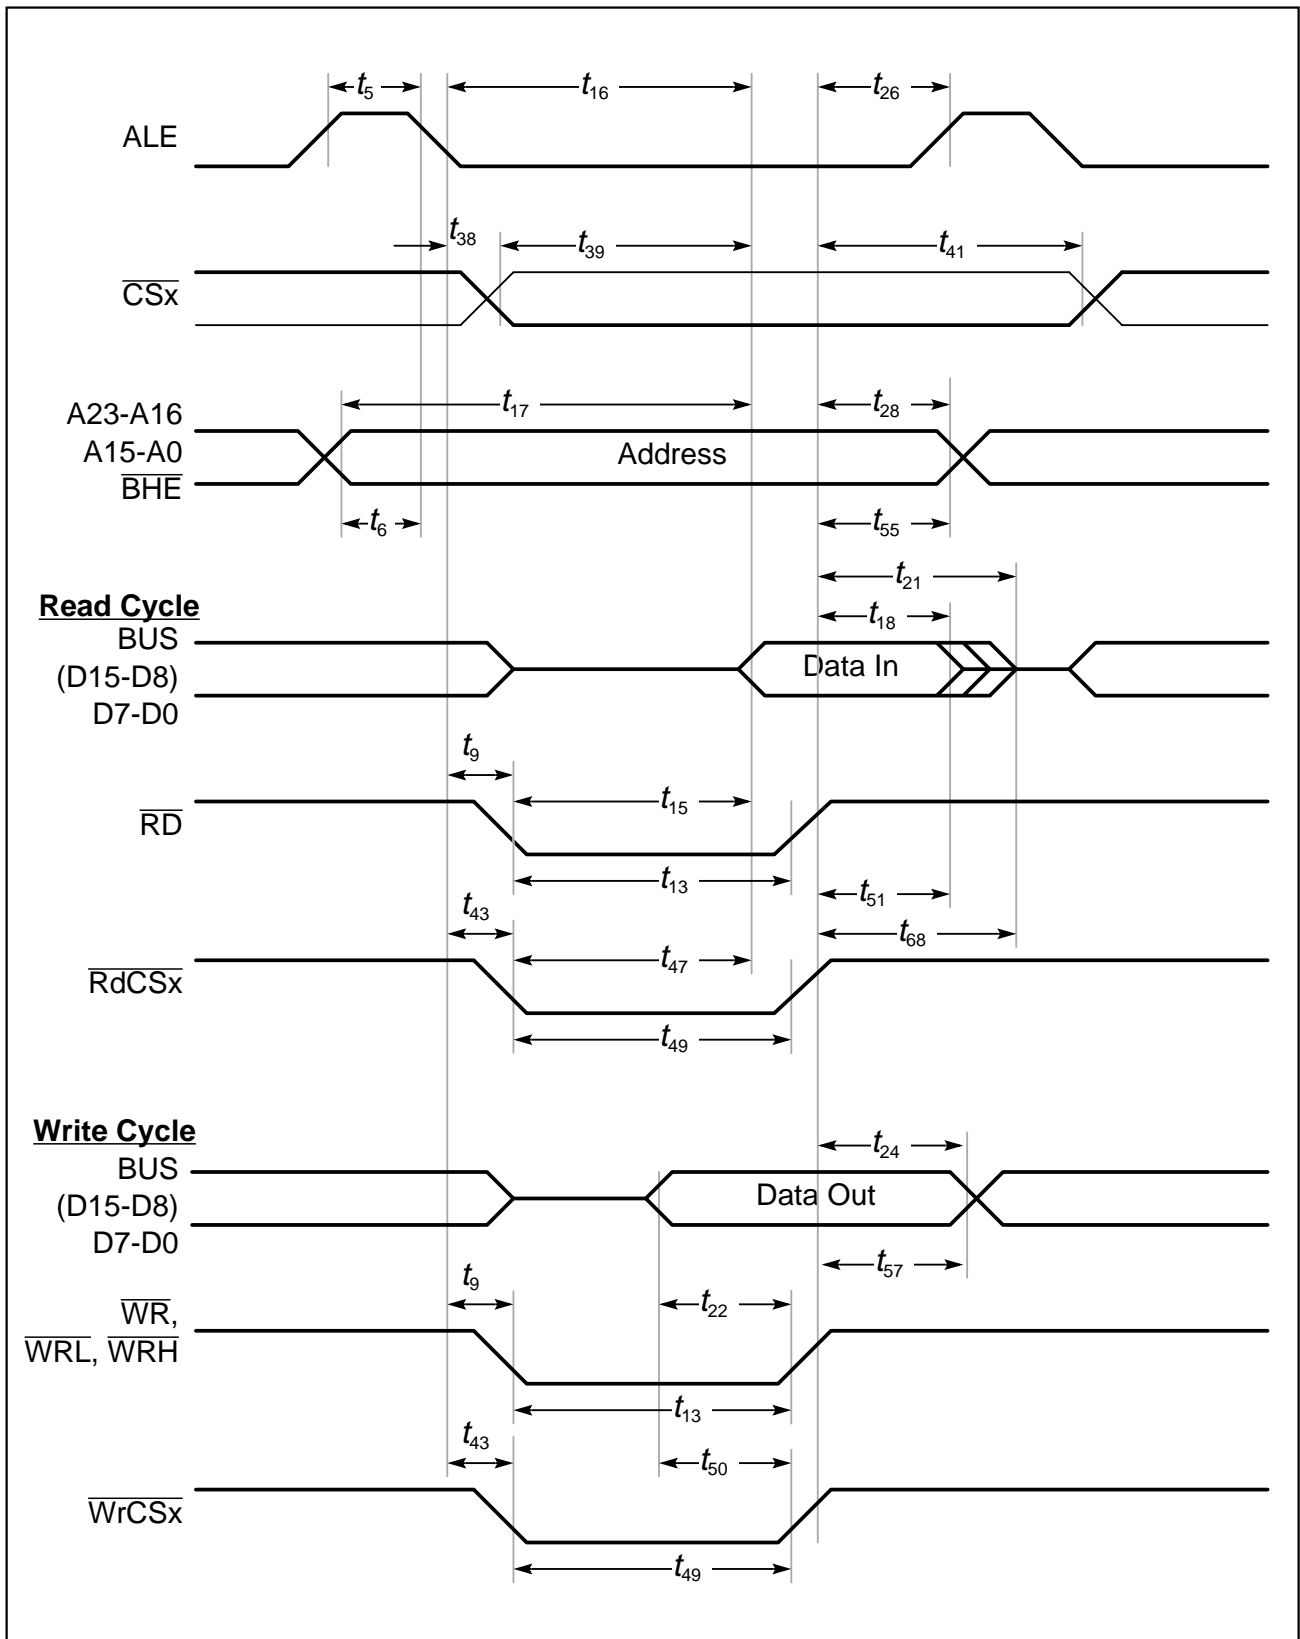 t5 t16 t26
ALE
t38 t39 t41
CSx
t17 t28
A23-A16
A15-A0
BHE
Address
t6 t55
t21
Read Cycle
t18
BUS
(D15-D8)
D7-D0
Data In
t9
t15
RD
t13 t51
t43 t68
t47
RdCSx
t49
Write Cycle
t24
BUS
(D15-D8)
D7-D0
Data Out
t57
t9 t22
WR,
WRL, WRH
t13
t43 t50
WrCSx
t49